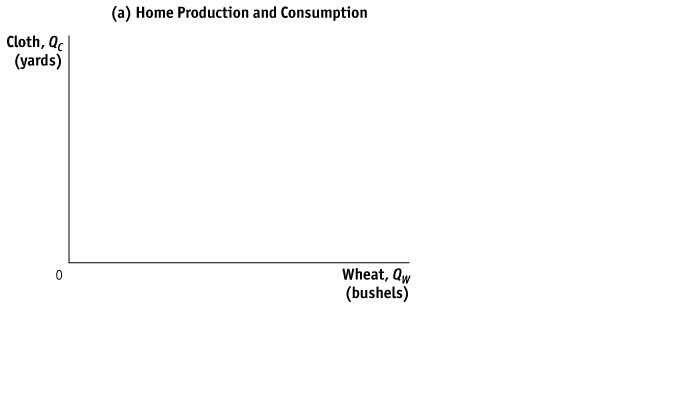 (a) Home Production and Consumption
Cloth, QC
(yards)
0
Wheat, QW
(bushels)